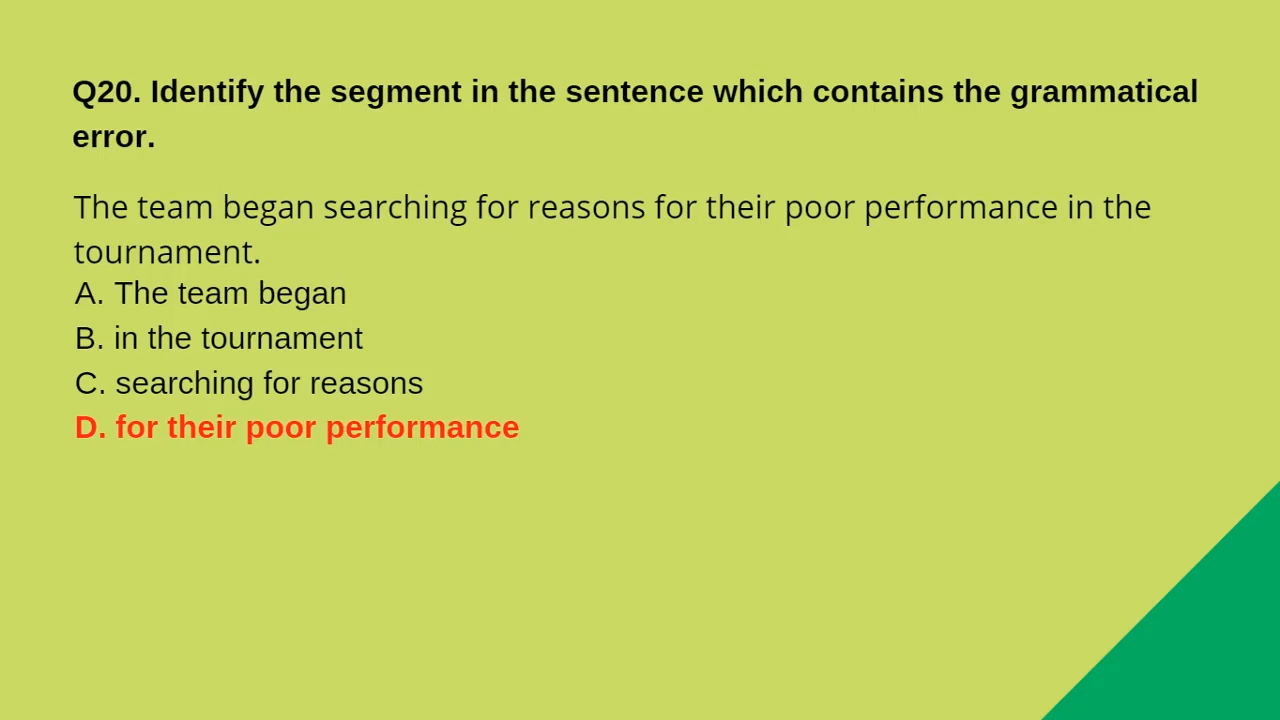 Q20. Identify the segment in the sentence which contains the grammatical
error.
The team began searching for reasons for their poor performance in the
tournament.
A. The team began
B. in the tournament
C. searching for reasons
D. for their poor performance